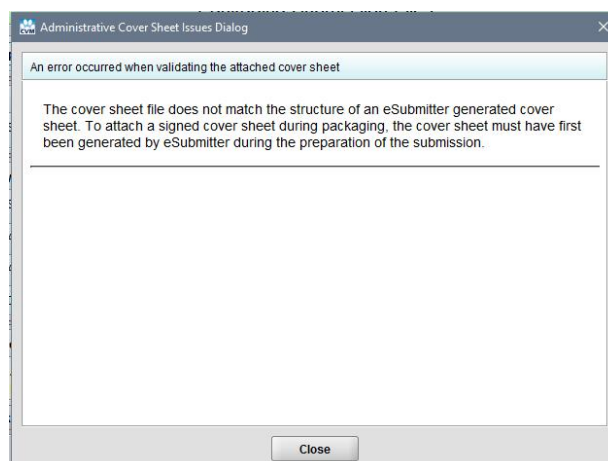 Administrative Cover Sheet Issues Dialog
An error occurred when validating the attached cover sheet
The cover sheet file does not match the structure of an eSubmitter generated cover
sheet. To attach a signed cover sheet during packaging, the cover sheet must have first
been generated by eSubmitter during the preparation of the submission.
Close